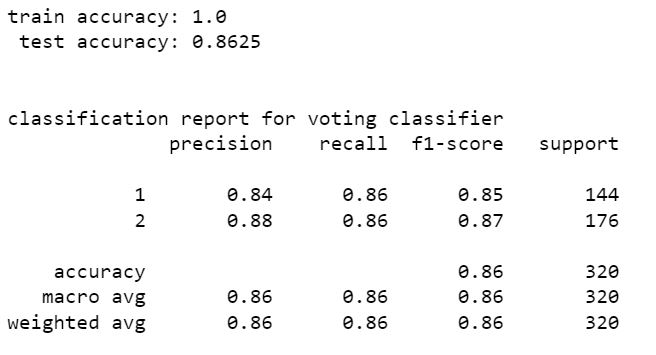 train accuracy: 1.0
test accuracy: 0.8625
classification report for voting classifier
precision recall f1-score support
1 0.84 0.86 0.85 144
2 0.88 0.86 0.87 176
accuracy 0.86 320
macro avg 0.86 0.86 0.86 320
weighted avg 0.86 0.86 0.86 320